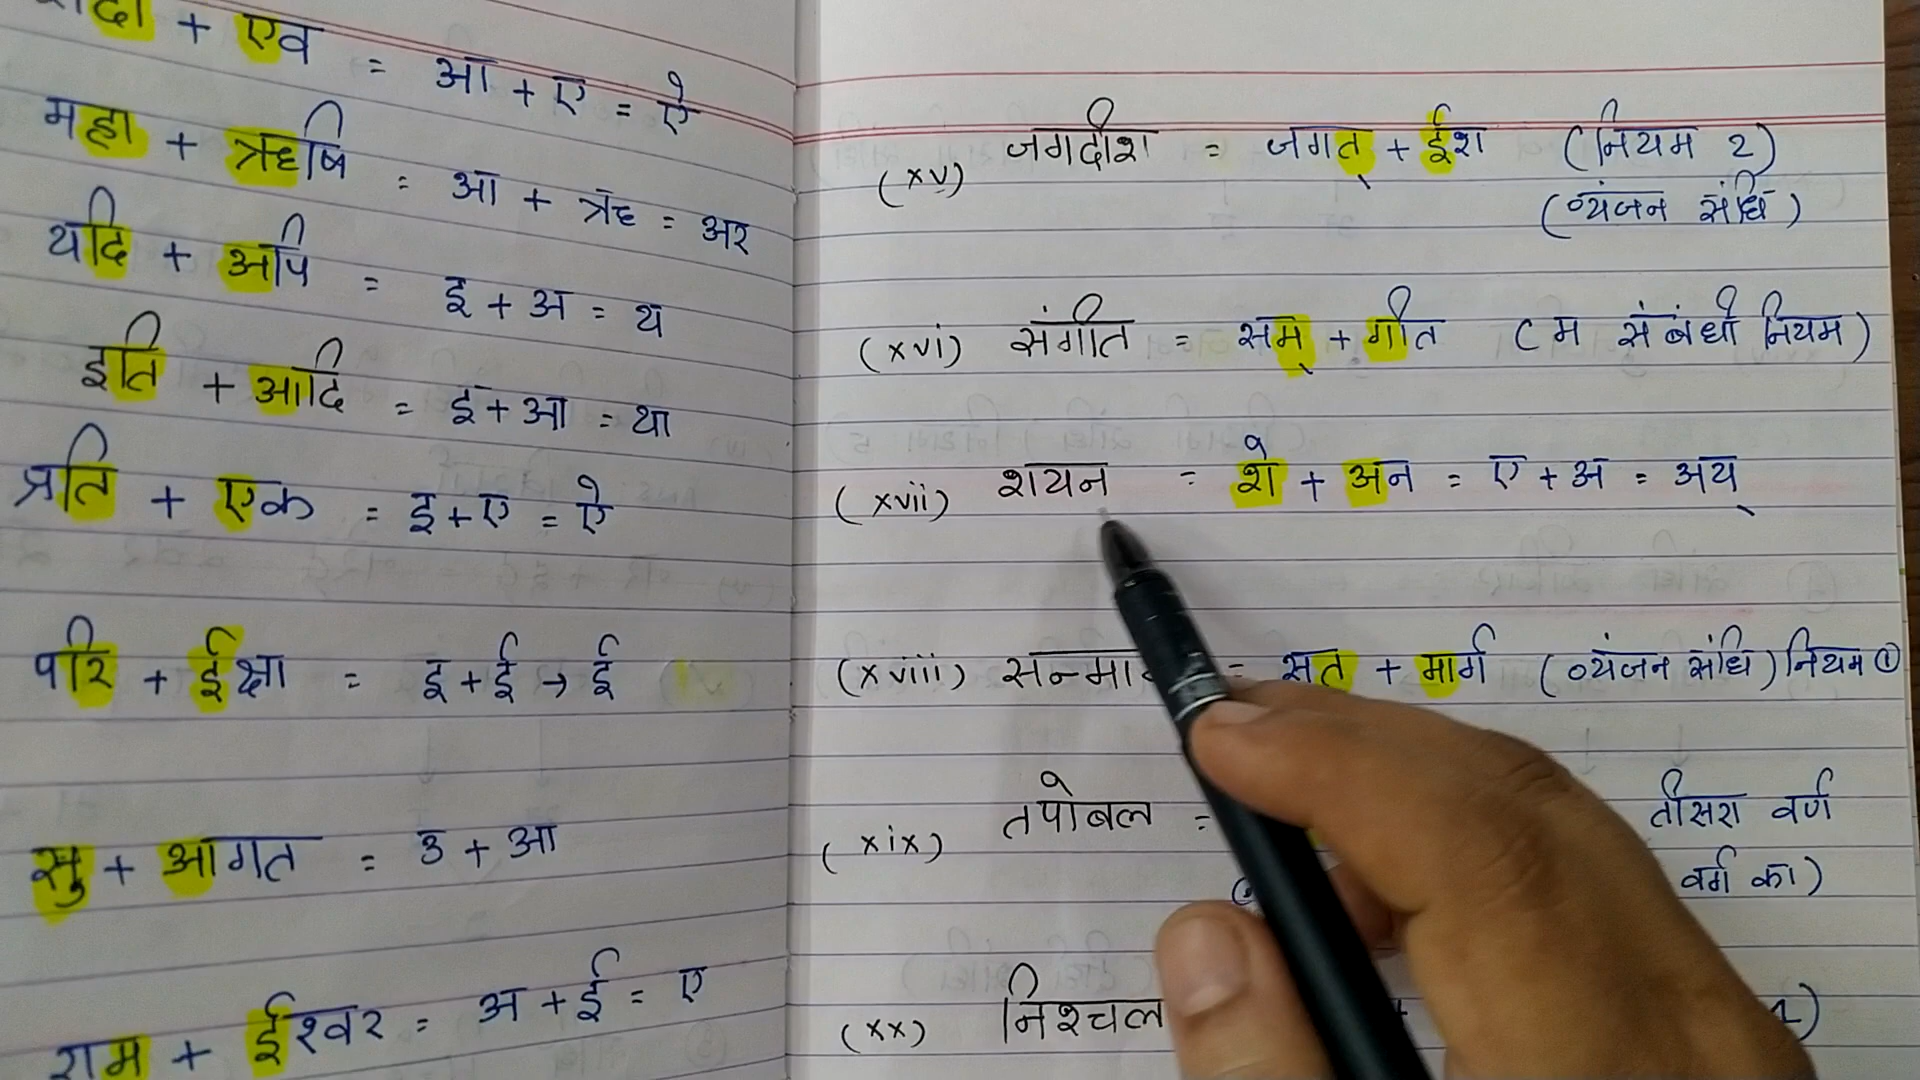 + एव = आ + ए = ऐ
महा + ऋषि = आ + ऋ = अर
यदि + अपि = इ + अ = य
इति + आदि = इ + आ = या
प्रति + एक = इ + ए = ऐ
परि + ईक्षा = इ + ई → ई
सु + आगत = उ + आ
राम + ईश्वर = अ + ई = ए
(xv) जगदीश = जगत् + ईश (नियम 2)
(व्यंजन संधि)
(xvi) संगीत = सम् + गीत (म संबंधी नियम)
(xvii) शयन = शे + अन = ए + अ = अय्
(xviii) सन्मा = सत + मार्ग (व्यंजन संधि) नियम ①
(xix) तपोबल = तीसरा वर्ण
वर्ग का)
(xx) निश्चल